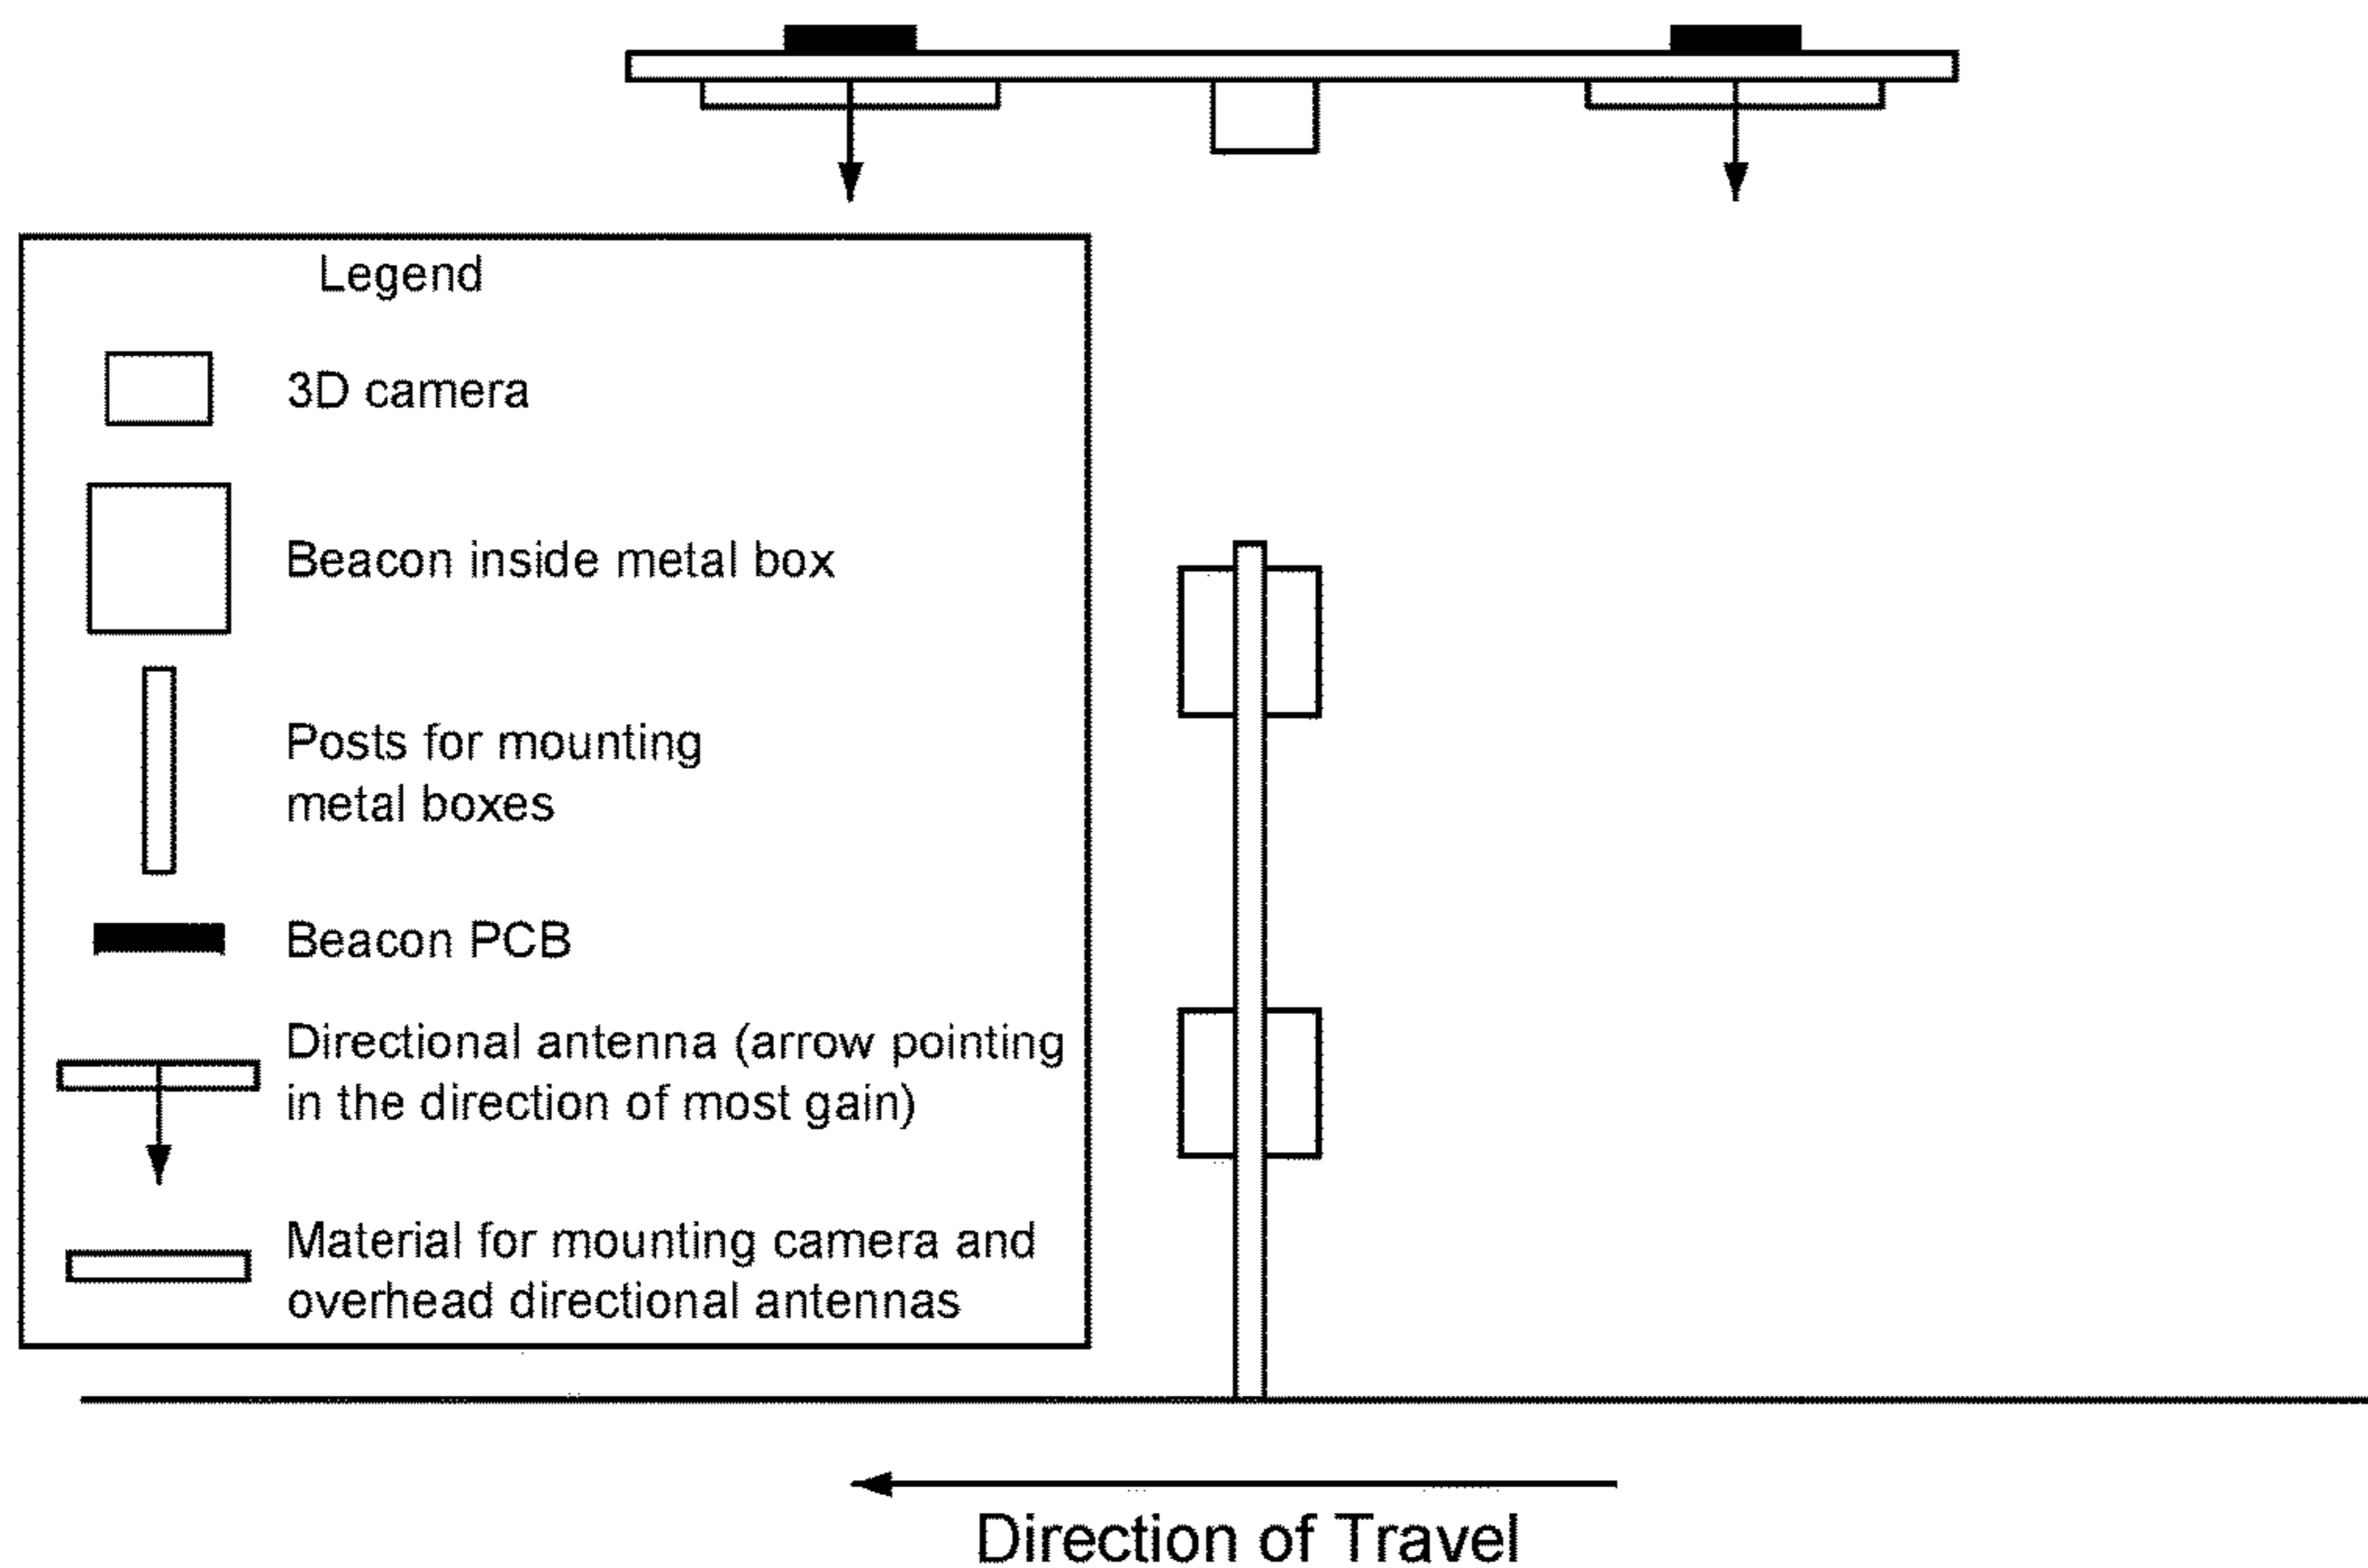 Legend
3D camera
Beacon inside metal box
Posts for mounting
metal boxes
Beacon PCB
Directional antenna (arrow pointing
in the direction of most gain)
Material for mounting camera and
overhead directional antennas
Direction of Travel